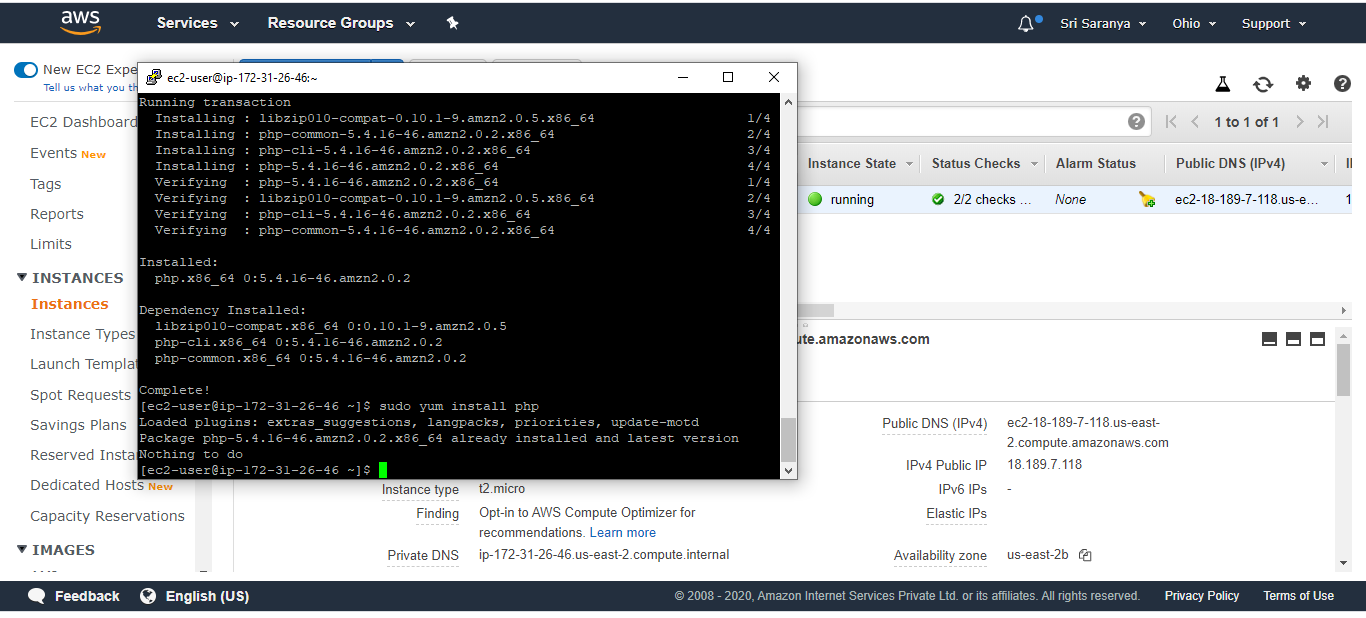 aws
Services
Resource Groups
Sri Saranya
Ohio
Support
New EC2 Expe
Tell us what you th
EC2 Dashboard
Events New
Tags
Reports
Limits
INSTANCES
Instances
Instance Types
Launch Templat
Spot Requests
Savings Plans
Reserved Instan
Dedicated Hosts New
Capacity Reservations
IMAGES
ec2-user@ip-172-31-26-46:~
Running transaction
Installing : libzip010-compat-0.10.1-9.amzn2.0.5.x86_64 1/4
Installing : php-common-5.4.16-46.amzn2.0.2.x86_64 2/4
Installing : php-cli-5.4.16-46.amzn2.0.2.x86_64 3/4
Installing : php-5.4.16-46.amzn2.0.2.x86_64 4/4
Verifying : php-5.4.16-46.amzn2.0.2.x86_64 1/4
Verifying : libzip010-compat-0.10.1-9.amzn2.0.5.x86_64 2/4
Verifying : php-cli-5.4.16-46.amzn2.0.2.x86_64 3/4
Verifying : php-common-5.4.16-46.amzn2.0.2.x86_64 4/4
Installed:
php.x86_64 0:5.4.16-46.amzn2.0.2
Dependency Installed:
libzip010-compat.x86_64 0:0.10.1-9.amzn2.0.5
php-cli.x86_64 0:5.4.16-46.amzn2.0.2
php-common.x86_64 0:5.4.16-46.amzn2.0.2
Complete!
[ec2-user@ip-172-31-26-46 ~]$ sudo yum install php
Loaded plugins: extras_suggestions, langpacks, priorities, update-motd
Package php-5.4.16-46.amzn2.0.2.x86_64 already installed and latest version
Nothing to do
[ec2-user@ip-172-31-26-46 ~]$
1 to 1 of 1
Instance State
Status Checks
Alarm Status
Public DNS (IPv4)
running
2/2 checks ...
None
ec2-18-189-7-118.us-e...
1
ute.amazonaws.com
Instance type t2.micro
Finding Opt-in to AWS Compute Optimizer for
recommendations. Learn more
Private DNS ip-172-31-26-46.us-east-2.compute.internal
Public DNS (IPv4) ec2-18-189-7-118.us-east-
2.compute.amazonaws.com
IPv4 Public IP 18.189.7.118
IPv6 IPs -
Elastic IPs
Availability zone us-east-2b
Feedback
English (US)
© 2008 - 2020, Amazon Internet Services Private Ltd. or its affiliates. All rights reserved.
Privacy Policy
Terms of Use